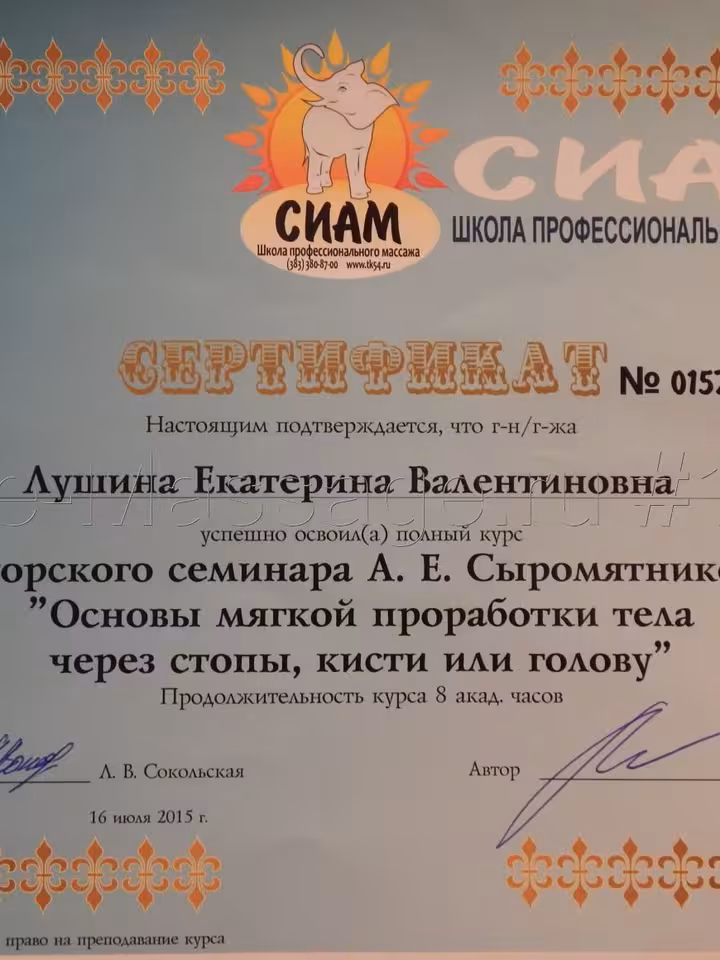 СИАМ
Школа профессионального массажа
(383) 380-87-00 www.tk54.ru
СИА
ШКОЛА ПРОФЕССИОНАЛЬ
СЕРТИФИКАТ № 0157
Настоящим подтверждается, что г-н/г-жа
Лушина Екатерина Валентиновна
успешно освоил(а) полный курс
орского семинара А. Е. Сыромятнико
"Основы мягкой проработки тела
через стопы, кисти или голову"
Продолжительность курса 8 акад. часов
Л. В. Сокольская
Автор
16 июля 2015 г.
право на преподавание курса